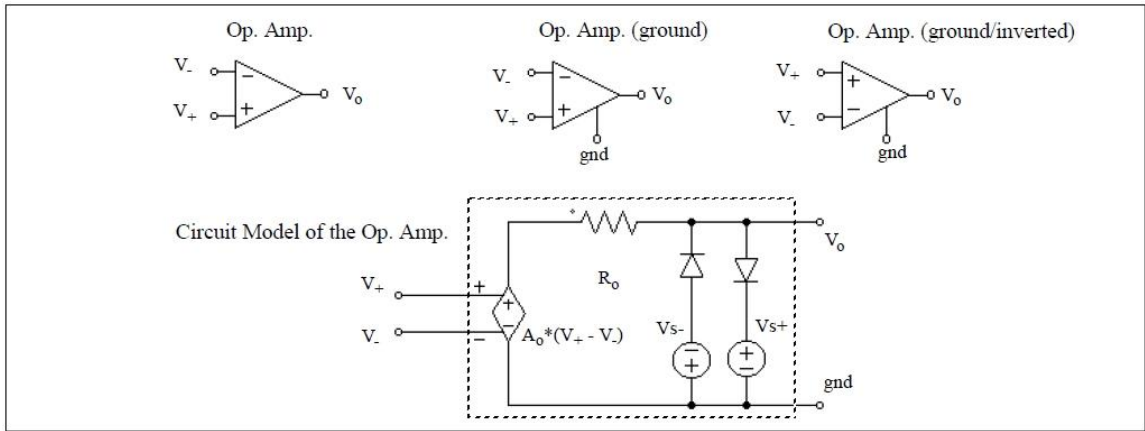 Op. Amp.
Op. Amp. (ground)
Op. Amp. (ground/inverted)
V- − V+ + Vo
V- − V+ + Vo gnd
V+ + V- − Vo gnd
Circuit Model of the Op. Amp.
*
Ro
Vo
V+ +
V- −
+ −
Ao*(V+ - V-)
Vs-
− +
Vs+
+ −
gnd